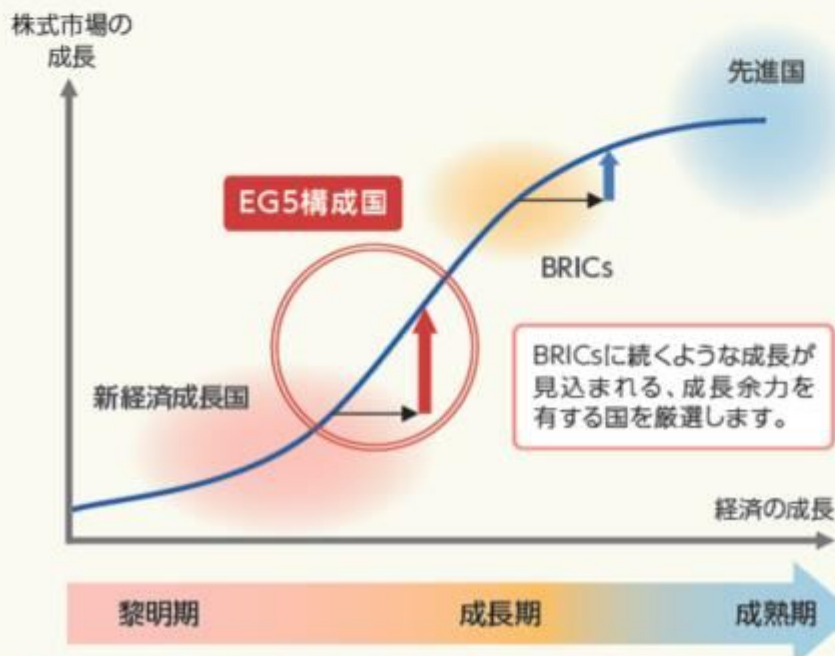 株式市場の
成長
先進国
EG5構成国
BRICs
新経済成長国
BRICsに続くような成長が
見込まれる、成長余力を
有する国を厳選します。
経済の成長
黎明期
成長期
成熟期